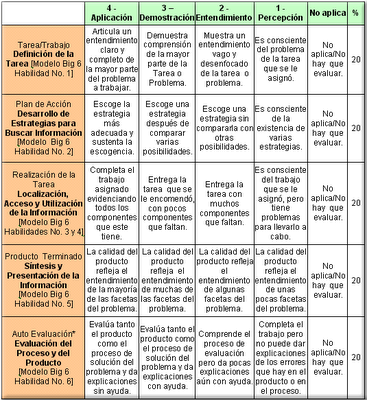 4 -
Aplicación
3 –
Demostración
2 -
Entendimiento
1 -
Percepción
No aplica
%
Tarea/Trabajo
Definición de la
Tarea [Modelo Big 6
Habilidad No. 1]
Articula un
entendimiento
claro y
completo de
la mayor parte
del problema
a trabajar.
Demuestra
comprensión de la
mayor parte de la
Tarea o
Problema.
Muestra un
entendimiento
vago y
desenfocado de
la tarea o
problema.
Es consciente
del problema
de la tarea
que se le
asignó.
No
aplica/No
hay que
evaluar.
20
Plan de Acción
Desarrollo de
Estrategias para
Buscar Información
[Modelo Big 6
Habilidad No. 2]
Escoge la
estrategia
más
adecuada y
sustenta la
escogencia.
Escoge una
estrategia
después de
comparar
varias
posibilidades.
Escoge una
estrategia sin
compararla con
otras
posibilidades.
Es consciente
de la
existencia de
varias
estrategias.
No
aplica/No
hay que
evaluar.
20
Realización de la
Tarea
Localización,
Acceso y Utilización
de la Información
[Modelo Big 6
Habilidades No. 3 y 4]
Completa el
trabajo
asignado
evidenciando
todos los
componentes
que este
tiene.
Entrega la
tarea que se
le encomendó,
con pocos
componentes
que faltan.
Entrega la
tarea con
muchos
componentes
que faltan.
Es consciente
del trabajo
que se le
asignó, pero
tiene
problemas
para llevarlo a
cabo.
No
aplica/No
hay que
evaluar.
20
Producto Terminado
Síntesis y
Presentación de la
Información
[Modelo Big 6
Habilidad No. 5]
La calidad del
producto
refleja el
entendimiento
de la mayoría
de las facetas
del problema.
La calidad del
producto
refleja el
entendimiento
de muchas de
las facetas del
problema.
La calidad del
producto refleja
el
entendimiento
de algunas
facetas del
problema.
La calidad del
producto
refleja el
entendimiento
de unas
pocas facetas
del problema.
No
aplica/No
hay que
evaluar.
20
Auto Evaluación*
Evaluación del
Proceso y del
Producto
[Modelo Big 6
Habilidad No. 6]
Evalúa tanto
el producto
como el
proceso de
solución del
problema y da
explicaciones
sin ayuda.
Evalúa tanto el
producto como el
proceso de
solución del
problema y da
explicaciones
con ayuda.
Comprende el
proceso de
evaluación
pero da pocas
explicaciones
aún con ayuda.
Completa el
trabajo pero
no puede dar
explicaciones
de los errores
que hay en el
producto o en
el proceso.
No
aplica/No
hay que
evaluar.
20